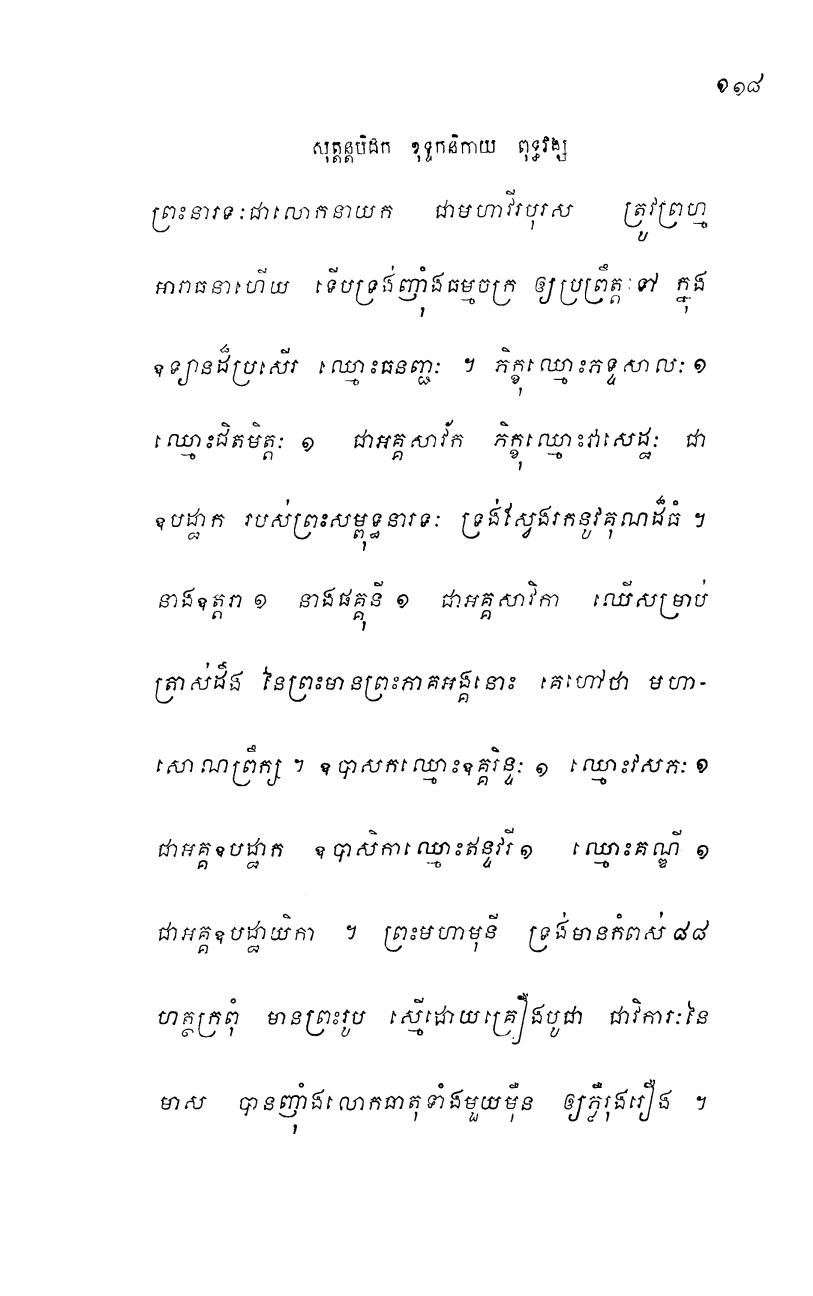 ១១៨
សុត្តន្តបិដក ខុទ្ទកនិកាយ ពុទ្ធវង្ស
ព្រះនារទៈជាលោកនាយក ជាមហាវីរបុរស ត្រូវព្រហ្ម
អារាធនាហើយ ទើបទ្រង់ញុំាងធម្មចក្រ ឲ្យប្រព្រឹត្តៈទៅ ក្នុង
ឧទ្យានដ៏ប្រសើរ ឈ្មោះធនញ្ជៈ ។ ភិក្ខុឈ្មោះភទ្ទសាលៈ ១
ឈ្មោះជិតមិត្តៈ ១ ជាអគ្គសាវ័ក ភិក្ខុឈ្មោះវាសេដ្ឋៈ ជា
ឧបដ្ឋាក របស់ព្រះសម្ពុទ្ធនារទៈ ទ្រង់ស្វែងរកនូវគុណដ៏ធំ ។
នាងឧត្តរា ១ នាងផគ្គុនី ១ ជាអគ្គសាវិកា ឈើសម្រាប់
ត្រាស់ដឹង នៃព្រះមានព្រះភាគអង្គនោះ គេហៅថា មហា-
សោណព្រឹក្ស ។ ឧបាសកឈ្មោះឧគ្គរិន្ទៈ ១ ឈ្មោះវសភៈ ១
ជាអគ្គឧបដ្ឋាក ឧបាសិកាឈ្មោះឥន្ទវរី ១ ឈ្មោះគណ្ឌី ១
ជាអគ្គឧបដ្ឋាយិកា ។ ព្រះមហាមុនី ទ្រង់មានកំពស់ ៨៨
ហត្ថក្រពុំ មានព្រះរូប ស្មើដោយគ្រឿងបូជា ជាវិការៈនៃ
មាស បានញុំាងលោកធាតុទាំងមួយម៉ឺន ឲ្យភ្លឺរុងរឿង ។